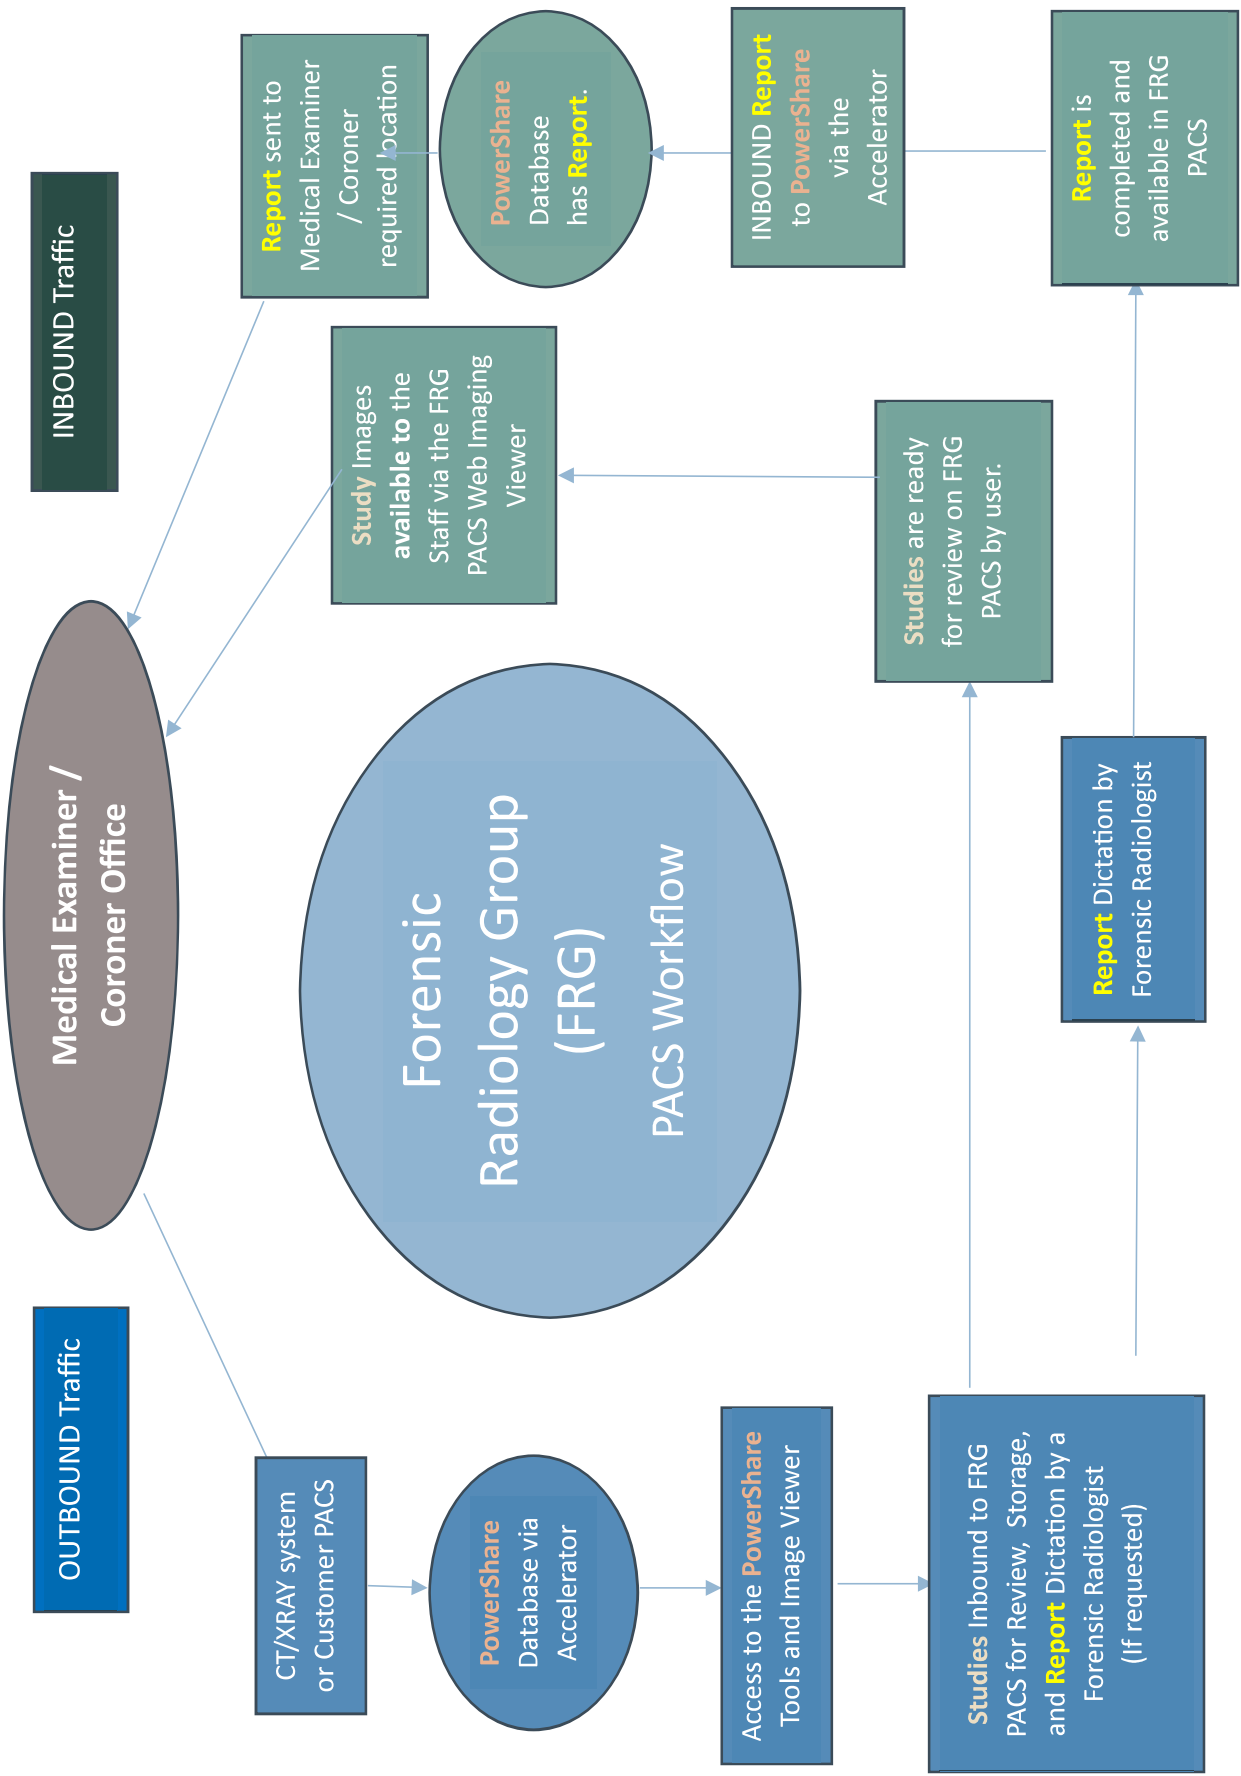 OUTBOUND Traffic
Medical Examiner /
Coroner Office
INBOUND Traffic
CT/XRAY system
or Customer PACS
PowerShare
Database via
Accelerator
Access to the PowerShare
Tools and Image Viewer
Studies Inbound to FRG
PACS for Review, Storage,
and Report Dictation by a
Forensic Radiologist
(If requested)
Forensic
Radiology Group
(FRG)
PACS Workflow
Report Dictation by
Forensic Radiologist
Studies are ready
for review on FRG
PACS by user.
Study Images
available to the
Staff via the FRG
PACS Web Imaging
Viewer
Report is
completed and
available in FRG
PACS
INBOUND Report
to PowerShare
via the
Accelerator
PowerShare
Database
has Report.
Report sent to
Medical Examiner
/ Coroner
required location